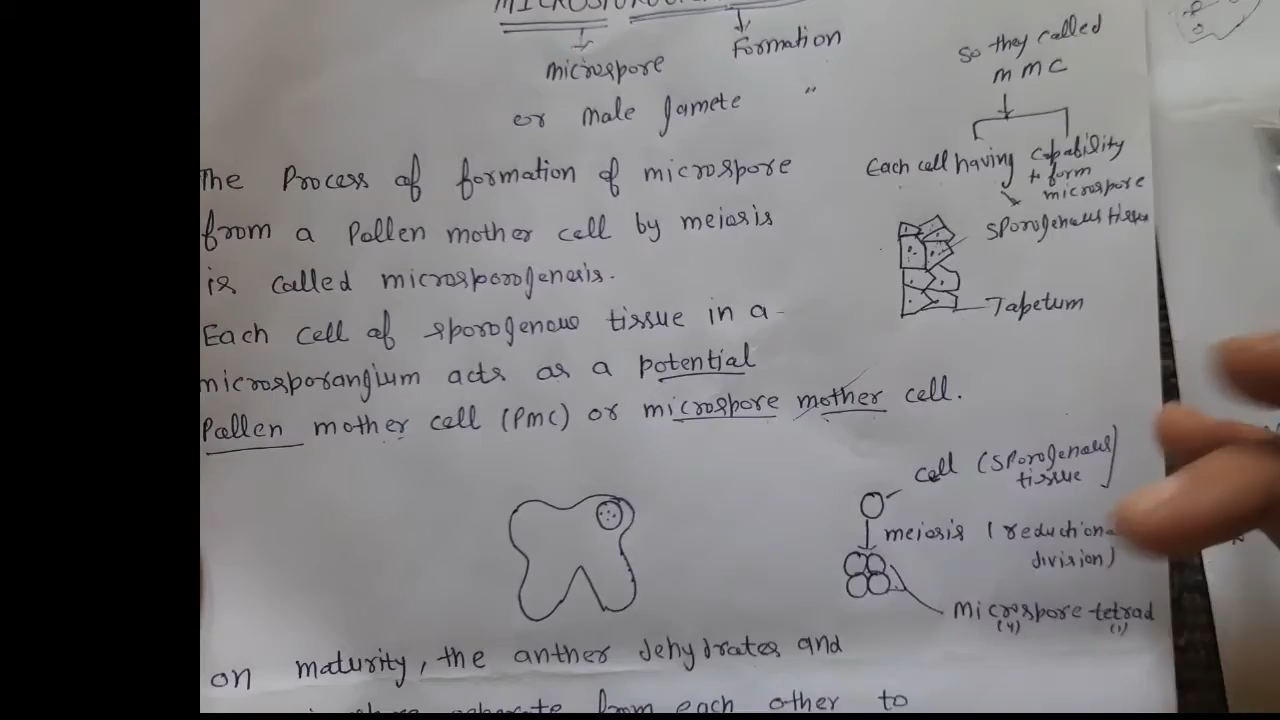 Formation
microspore
or male gamete "
The Process of formation of microspore
from a Pollen mother cell by meiosis
is called microsporogenesis.
Each cell of sporogenous tissue in a
microsporangium acts as a potential
Pollen mother cell (PMC) or microspore mother cell.
so they called
MMC
Each cell having capability
to form
microspore
sporogenous tissue
Tapetum
cell (sporogenous
tissue)
meiosis (reductional
division)
Microspore tetrad
(4) (1)
on maturity, the anther dehydrates and
separate from each other to